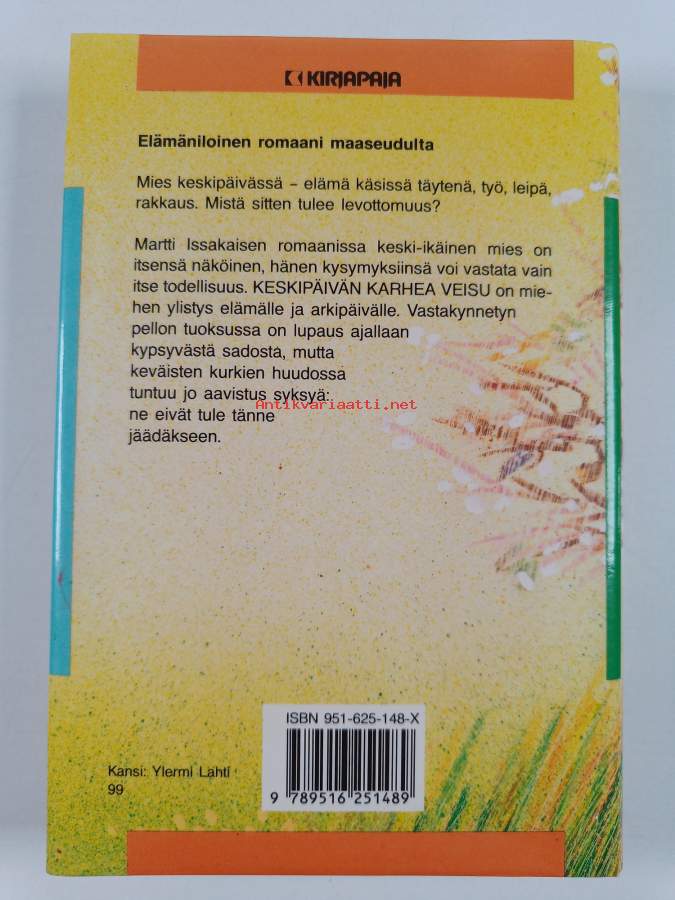 KIRJAPAJA
Elämäniloinen romaani maaseudulta
Mies keskipäivässä – elämä käsissä täytenä, työ, leipä,
rakkaus. Mistä sitten tulee levottomuus?
Martti Issakaisen romaanissa keski-ikäinen mies on
itsensä näköinen, hänen kysymyksiinsä voi vastata vain
itse todellisuus. KESKIPÄIVÄN KARHEA VEISU on mie-
hen ylistys elämälle ja arkipäivälle. Vastakynnetyn
pellon tuoksussa on lupaus ajallaan
kypsyvästä sadosta, mutta
keväisten kurkien huudossa
tuntuu jo aavistus syksyä:
ne eivät tule tänne
jäädäkseen.
Antikvariaatti.net
ISBN 951-625-148-X
9 789516 251489
Kansi: Ylermi Lahti
99